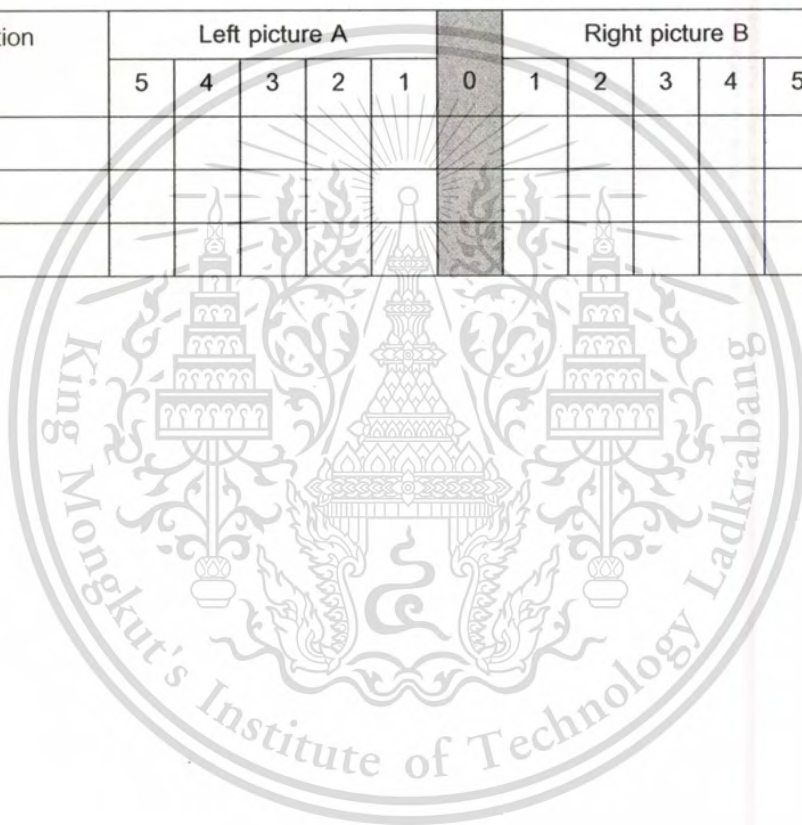 tion Left picture A Right picture B
5 4 3 2 1 0 1 2 3 4 5
King Mongkut's Institute of Technology Ladkrabang